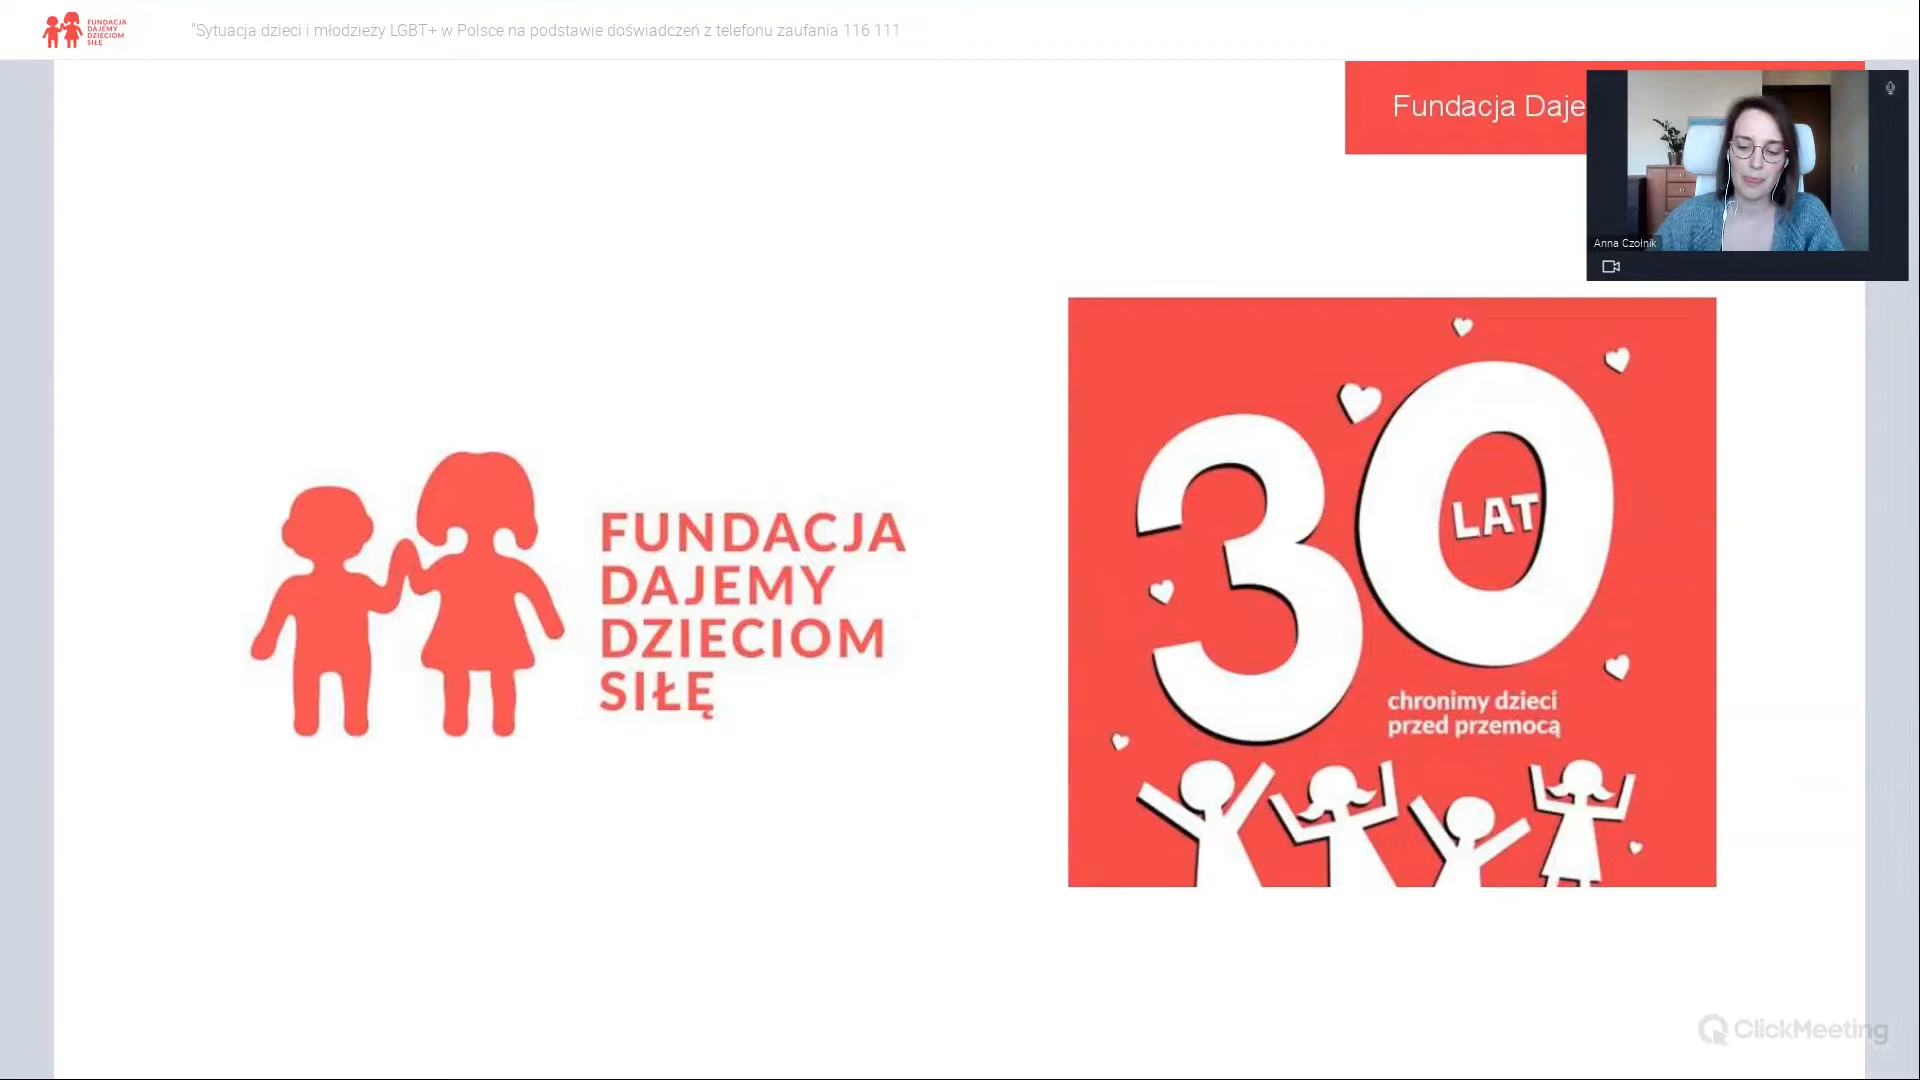 FUNDACJA
DAJEMY
DZIECIOM
SIŁĘ
"Sytuacja dzieci i młodzieży LGBT+ w Polsce na podstawie doświadczeń z telefonu zaufania 116 111
Fundacja Daje
Anna Czołnik
FUNDACJA
DAJEMY
DZIECIOM
SIŁĘ
30
LAT
chronimy dzieci
przed przemocą
ClickMeeting